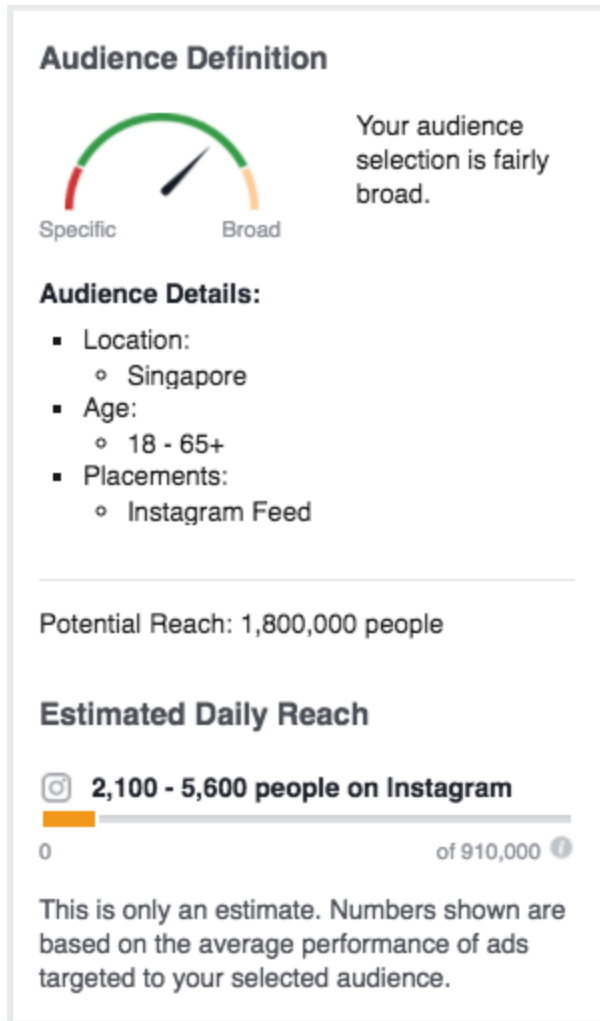 Audience Definition
Your audience
selection is fairly
broad.
Specific
Broad
Audience Details:
Location:
Singapore
Age:
18 - 65+
Placements:
Instagram Feed
Potential Reach: 1,800,000 people
Estimated Daily Reach
2,100 - 5,600 people on Instagram
0
of 910,000
This is only an estimate. Numbers shown are
based on the average performance of ads
targeted to your selected audience.